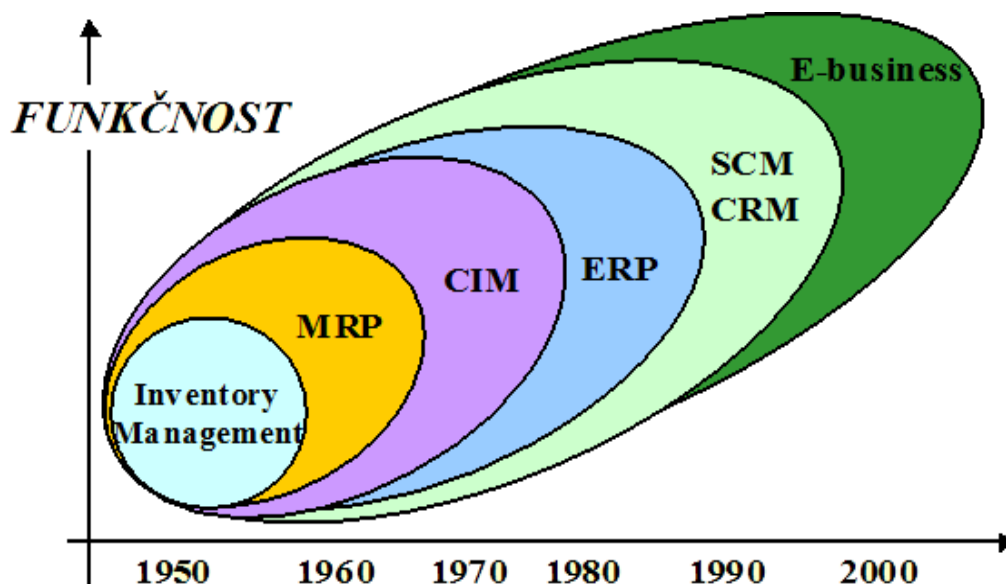 E-business
FUNKČNOST
SCM
CRM
ERP
CIM
MRP
Inventory
Management
1950 1960 1970 1980 1990 2000